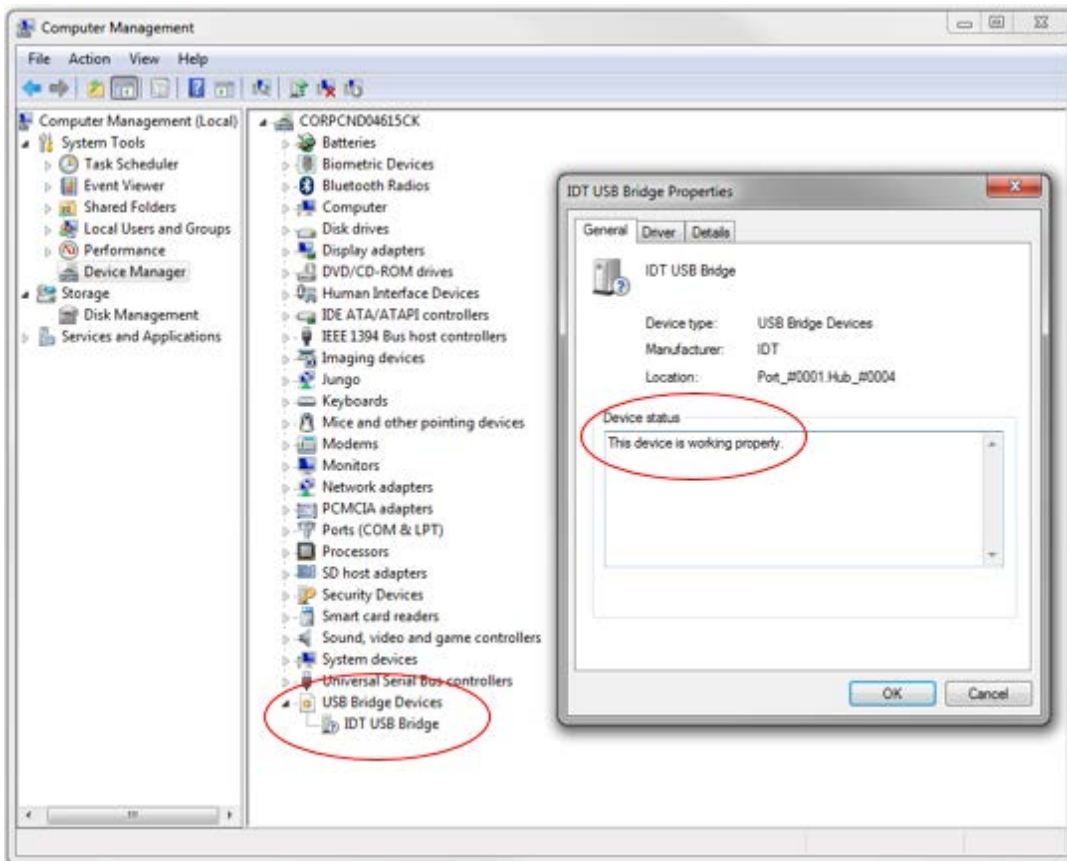 Computer Management
File Action View Help
Computer Management (Local)
System Tools
Task Scheduler
Event Viewer
Shared Folders
Local Users and Groups
Performance
Device Manager
Storage
Disk Management
Services and Applications
CORPCND04615CK
Batteries
Biometric Devices
Bluetooth Radios
Computer
Disk drives
Display adapters
DVD/CD-ROM drives
Human Interface Devices
IDE ATA/ATAPI controllers
IEEE 1394 Bus host controllers
Imaging devices
Jungo
Keyboards
Mice and other pointing devices
Modems
Monitors
Network adapters
PCMCIA adapters
Ports (COM & LPT)
Processors
SD host adapters
Security Devices
Smart card readers
Sound, video and game controllers
System devices
Universal Serial Bus controllers
USB Bridge Devices
IDT USB Bridge
IDT USB Bridge Properties
General Driver Details
IDT USB Bridge
Device type: USB Bridge Devices
Manufacturer: IDT
Location: Port_#0001.Hub_#0004
Device status
This device is working properly.
OK Cancel